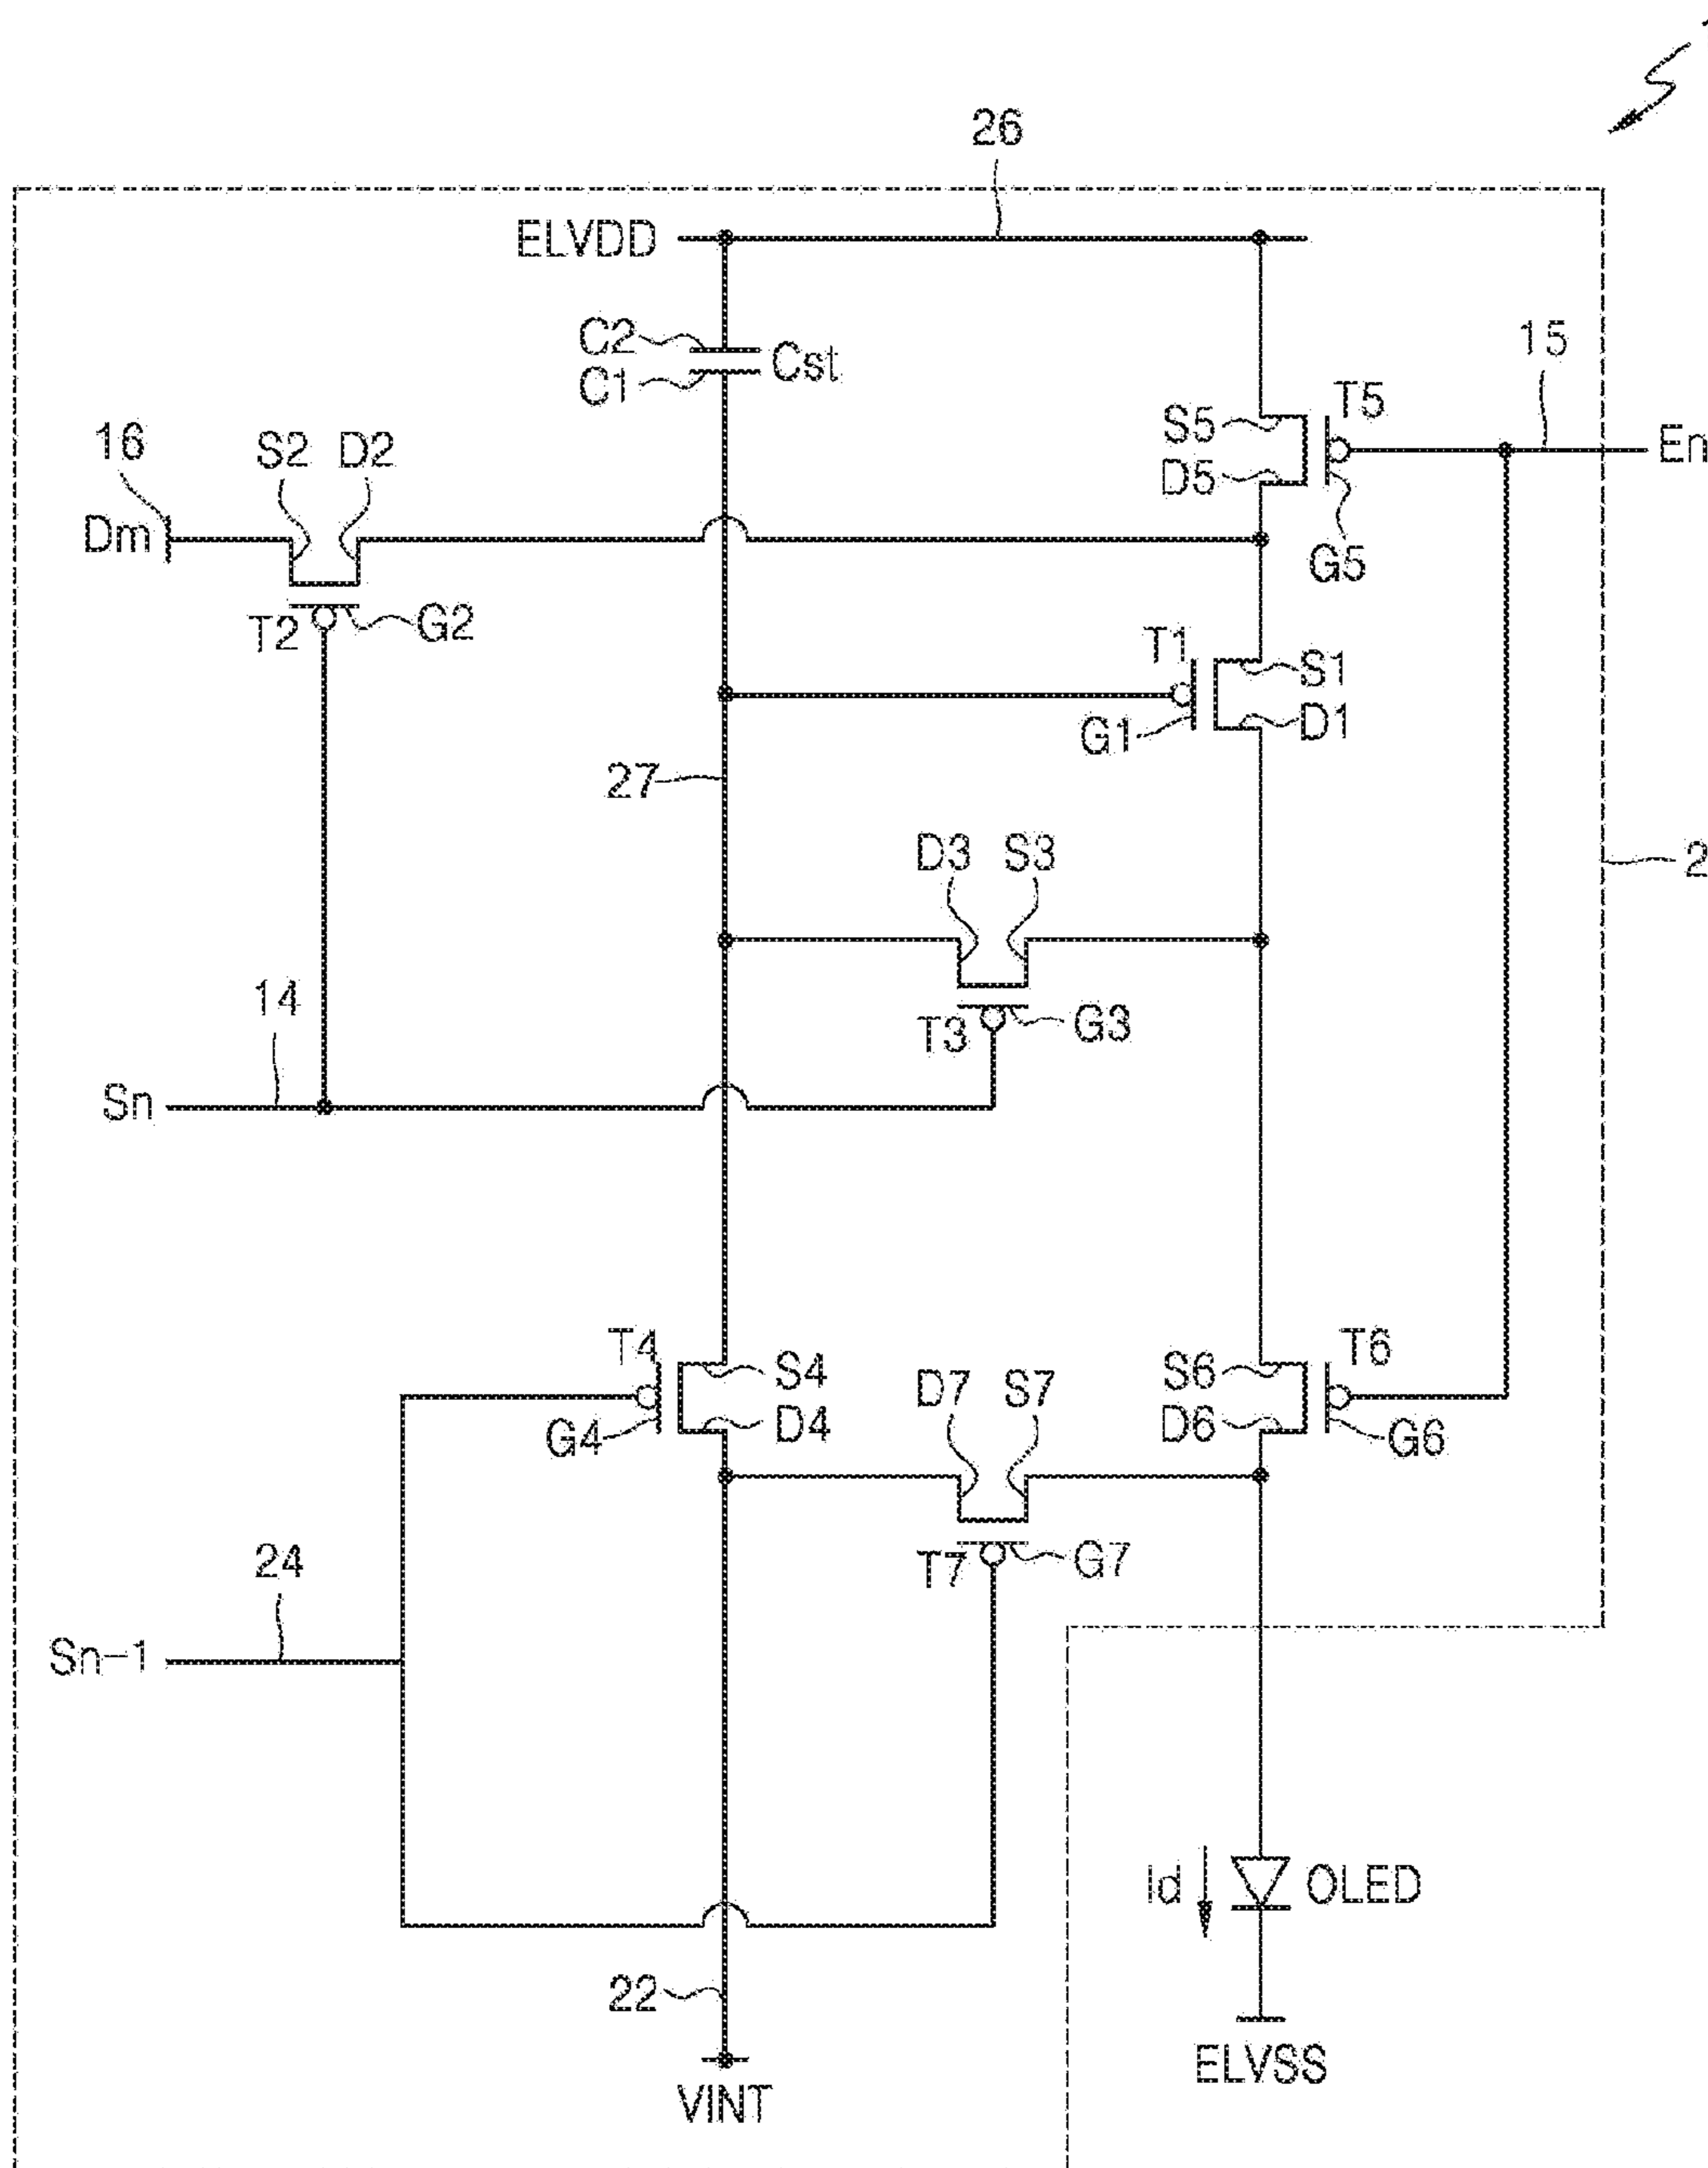 26
ELVDD
C2
C1
Cst
15
T5
S5
D5
En
G5
16
S2 D2
Dm
T2
G2
T1
S1
D1
G1
27
2
D3 S3
14
T3
G3
Sn
T4
S4
D4
G4
D7 S7
T6
S6
D6
G6
24
T7
G7
Sn-1
Id
OLED
22
ELVSS
VINT